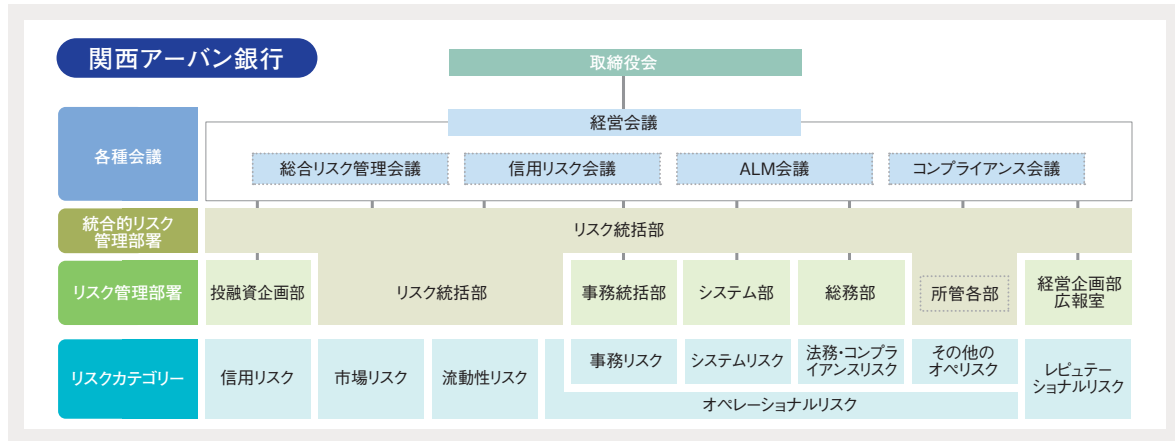 関西アーバン銀行
取締役会
経営会議
各種会議
総合リスク管理会議
信用リスク会議
ALM会議
コンプライアンス会議
統合的リスク
管理部署
リスク統括部
リスク管理部署
投融資企画部
リスク統括部
事務統括部
システム部
総務部
所管各部
経営企画部
広報室
リスクカテゴリー
信用リスク
市場リスク
流動性リスク
事務リスク
システムリスク
法務・コンプラ
イアンスリスク
その他の
オペリスク
オペレーショナルリスク
レピュテー
ショナルリスク